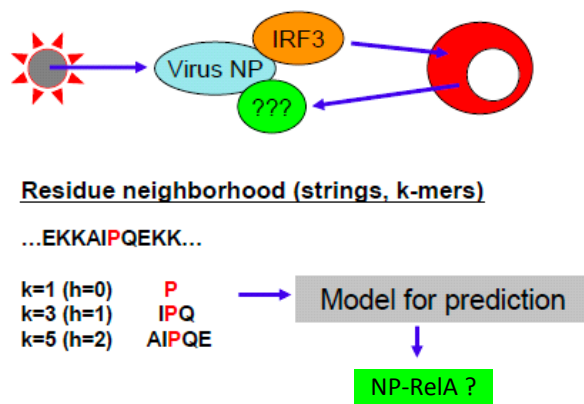 IRF3
Virus NP
???
Residue neighborhood (strings, k-mers)
...EKKAIPQEKK...
k=1 (h=0) P
k=3 (h=1) IPQ
k=5 (h=2) AIPQE
Model for prediction
NP-RelA ?